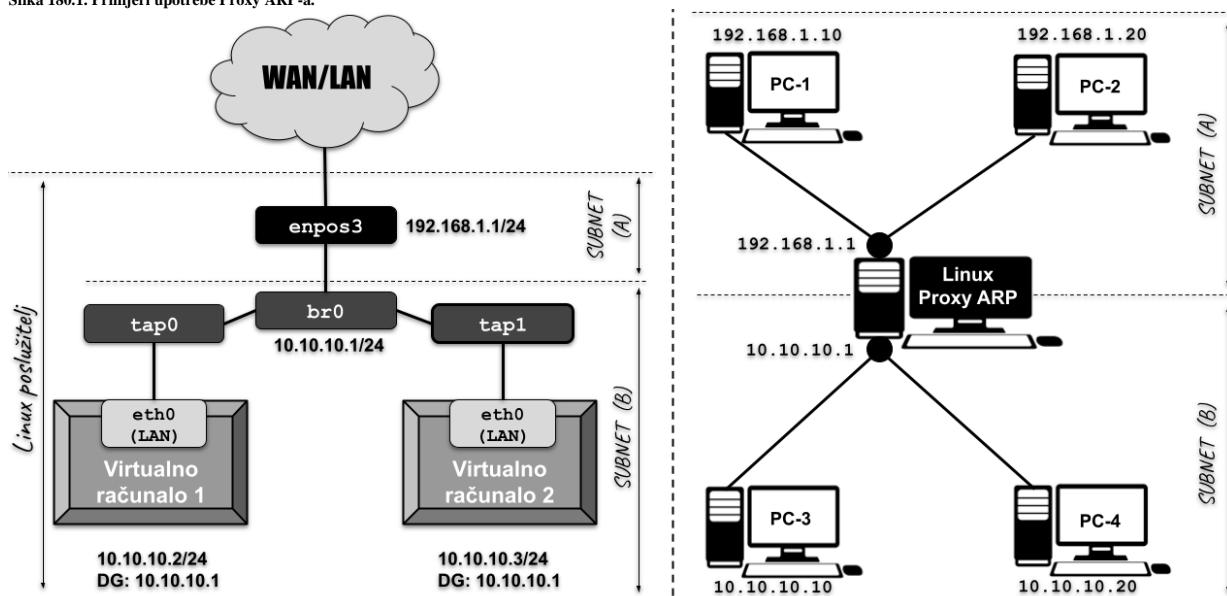 Slika 180.1. Primjeri upotrebe Proxy ARP-a.
WAN/LAN
enpos3
192.168.1.1/24
SUBNET
(A)
Linux poslužitelj
tap0
br0
tap1
10.10.10.1/24
SUBNET (B)
eth0
(LAN)
Virtualno
računalo 1
eth0
(LAN)
Virtualno
računalo 2
10.10.10.2/24
DG: 10.10.10.1
10.10.10.3/24
DG: 10.10.10.1
192.168.1.10
192.168.1.20
PC-1
PC-2
SUBNET (A)
192.168.1.1
Linux
Proxy ARP
10.10.10.1
SUBNET (B)
PC-3
PC-4
10.10.10.10
10.10.10.20